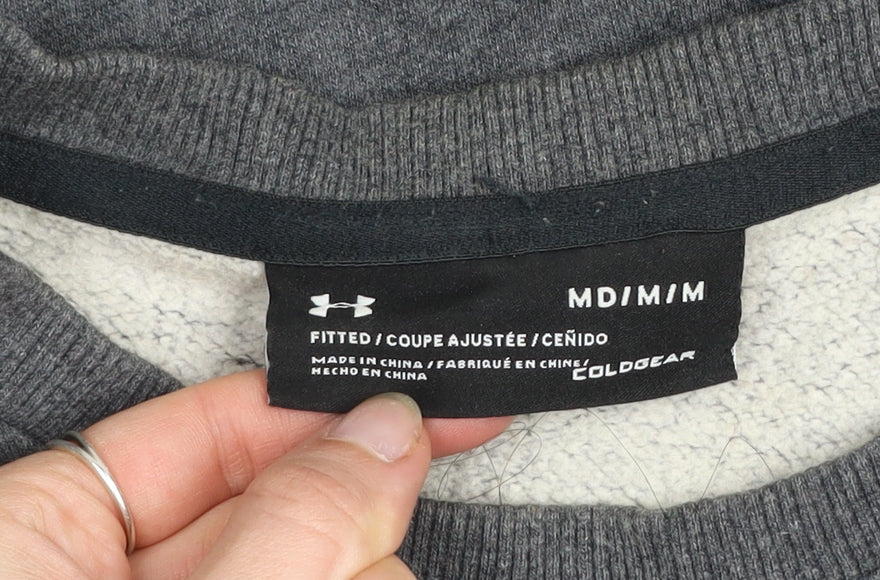 MD/M/M
FITTED / COUPE AJUSTÉE / CEÑIDO
MADE IN CHINA / FABRIQUÉ EN CHINE /
HECHO EN CHINA
COLDGEAR